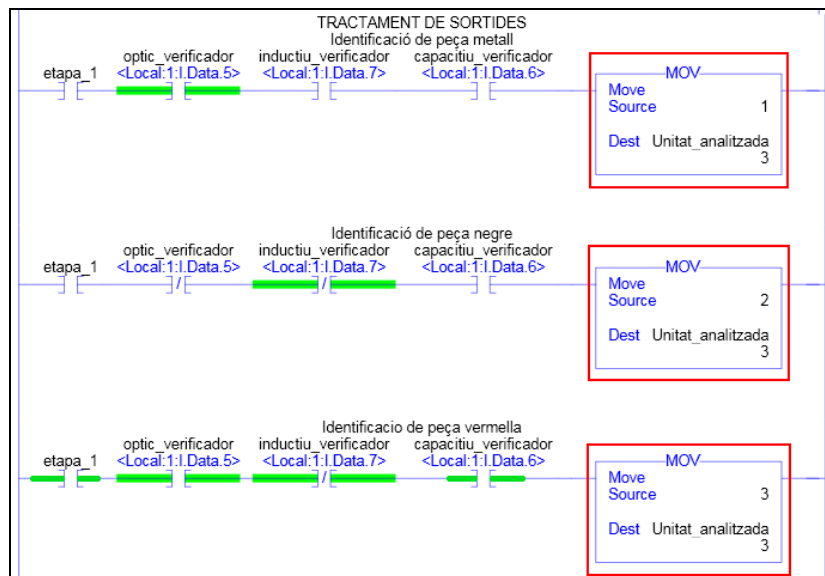 TRACTAMENT DE SORTIDES
Identificació de peça metall
optic_verificador inductiu_verificador capacitiu_verificador
etapa_1 <Local:1:I.Data.5> <Local:1:I.Data.7> <Local:1:I.Data.6>
MOV
Move
Source 1
Dest Unitat_analitzada
3
Identificació de peça negre
optic_verificador inductiu_verificador capacitiu_verificador
etapa_1 <Local:1:I.Data.5> <Local:1:I.Data.7> <Local:1:I.Data.6>
MOV
Move
Source 2
Dest Unitat_analitzada
3
Identificacio de peça vermella
optic_verificador inductiu_verificador capacitiu_verificador
etapa_1 <Local:1:I.Data.5> <Local:1:I.Data.7> <Local:1:I.Data.6>
MOV
Move
Source 3
Dest Unitat_analitzada
3